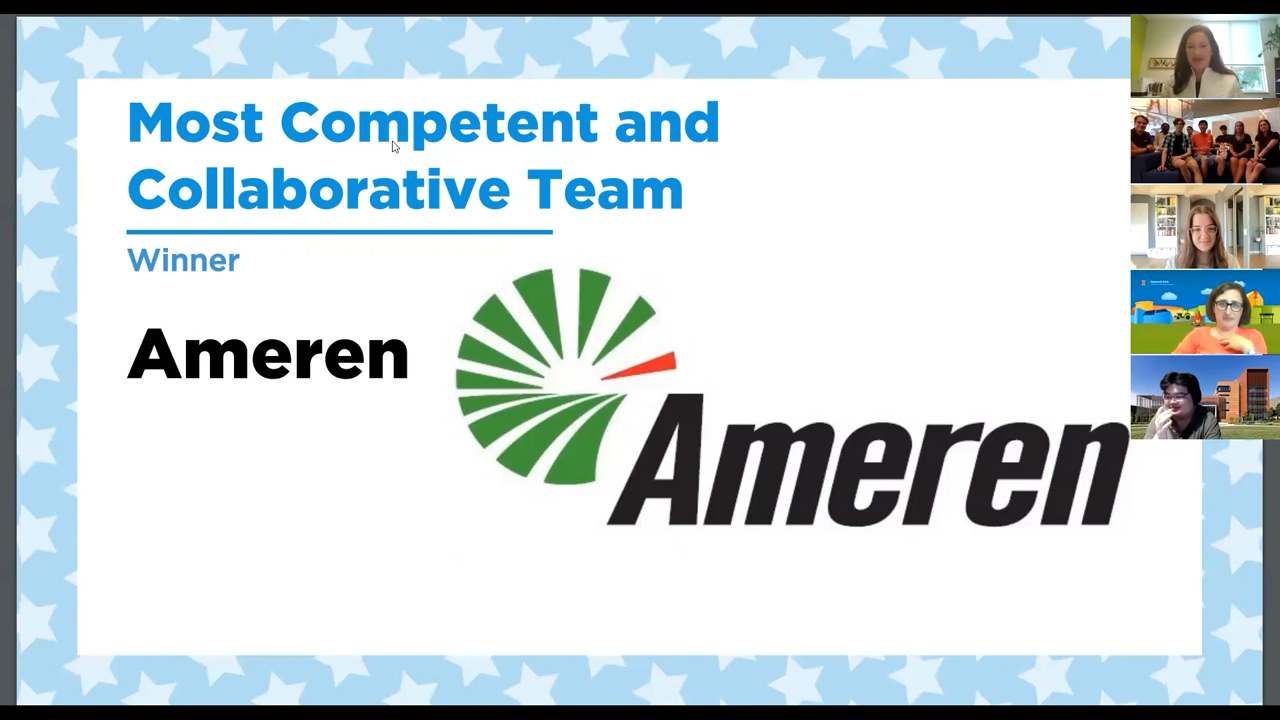 Most Competent and
Collaborative Team
Winner
Ameren
Ameren